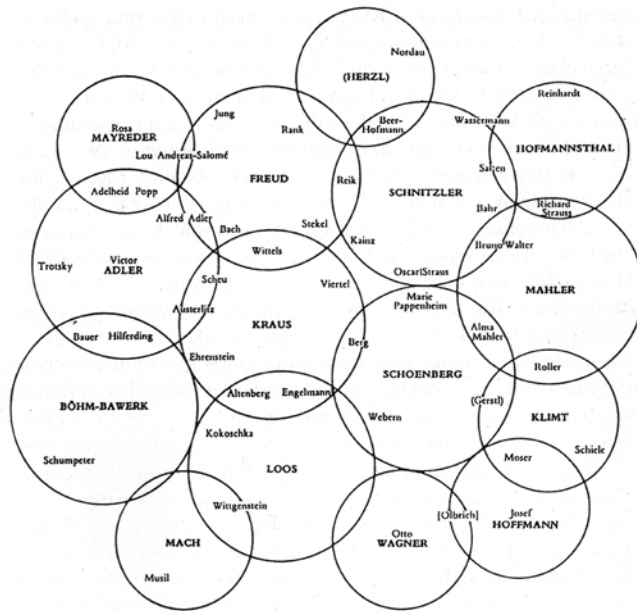 Nordau
(HERZL)
Reinhardt
Jung
Beer-
Hofmann
Wassermann
Rosa
MAYREDER
Rank
HOFMANNSTHAL
Lou Andreas-Salomé
Salten
FREUD
Reik
SCHNITZLER
Adelheid Popp
Richard
Strauss
Alfred Adler
Bahr
Bach
Stekel
Kainz
Bruno Walter
Wittels
Trotsky
Victor
ADLER
Scheu
OscarStraus
Viertel
MAHLER
Marie
Pappenheim
Austerlitz
KRAUS
Alma
Mahler
Bauer
Hilferding
Berg
Ehrenstein
SCHOENBERG
Roller
Altenberg
Engelmann
(Gerstl)
BÖHM-BAWERK
Webern
KLIMT
Kokoschka
Schiele
Moser
Schumpeter
LOOS
Wittgenstein
[Olbrich]
Josef
HOFFMANN
MACH
Otto
WAGNER
Musil